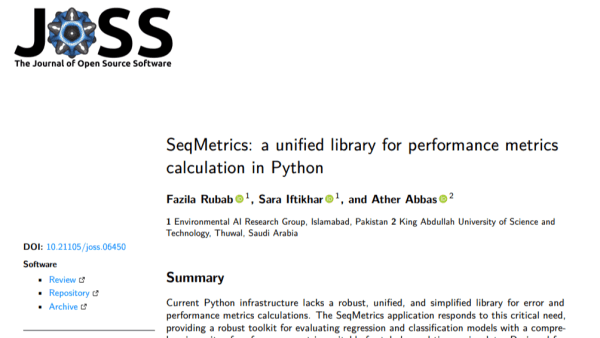 JOSS
The Journal of Open Source Software
SeqMetrics: a unified library for performance metrics
calculation in Python
Fazila Rubab 1, Sara Iftikhar 1, and Ather Abbas 2
1 Environmental AI Research Group, Islamabad, Pakistan 2 King Abdullah University of Science and
Technology, Thuwal, Saudi Arabia
DOI: 10.21105/joss.06450
Software
• Review
• Repository
• Archive
Summary
Current Python infrastructure lacks a robust, unified, and simplified library for error and
performance metrics calculations. The SeqMetrics application responds to this critical need,
providing a robust toolkit for evaluating regression and classification models with a compre-